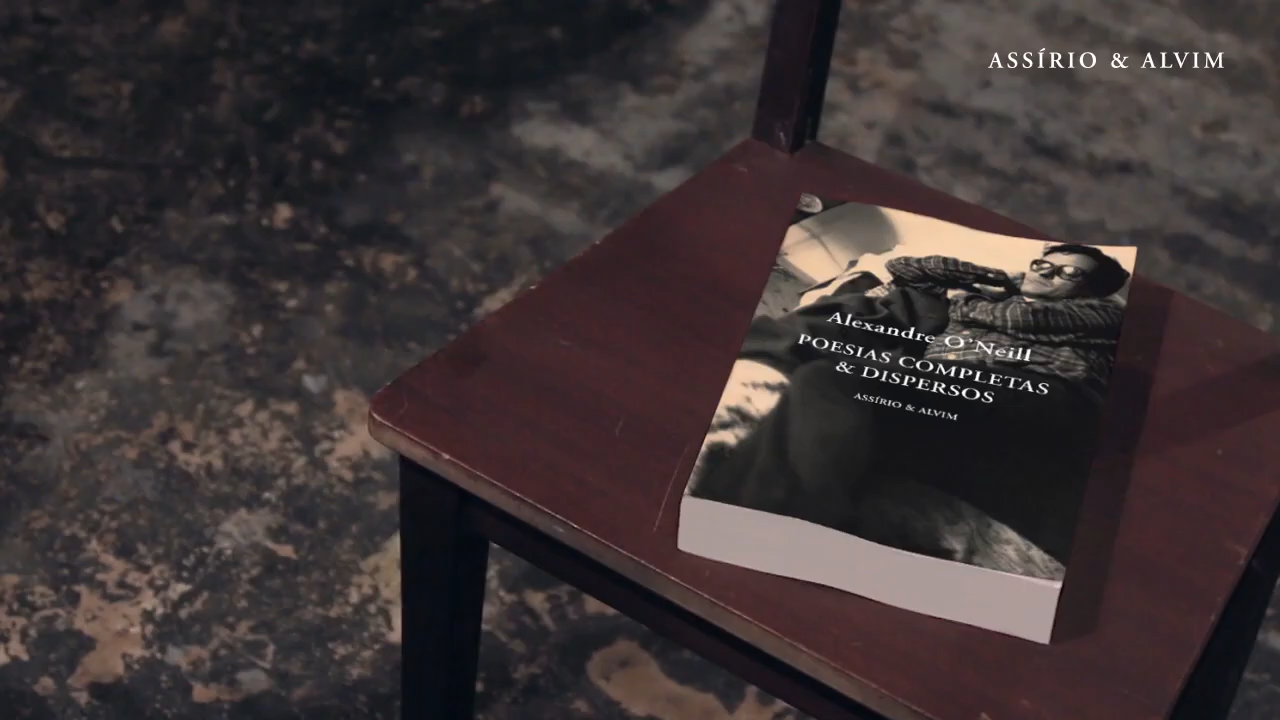 ASSÍRIO & ALVIM
Alexandre O'Neill
POESIAS COMPLETAS
& DISPERSOS
ASSÍRIO & ALVIM